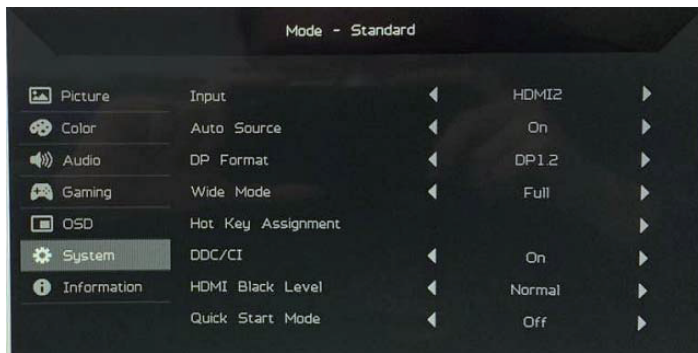 Mode - Standard
Picture Input HDMI2
Color Auto Source On
Audio DP Format DP1.2
Gaming Wide Mode Full
OSD Hot Key Assignment
System DDC/CI On
Information HDMI Black Level Normal
Quick Start Mode Off